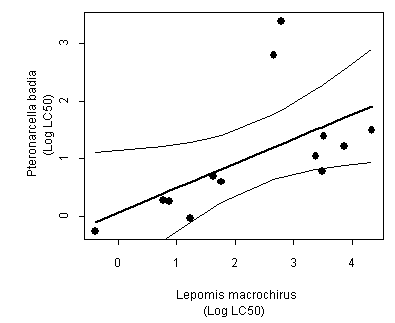 Pteronarcella badia
(Log LC50)
3
2
1
0
0 1 2 3 4
Lepomis macrochirus
(Log LC50)